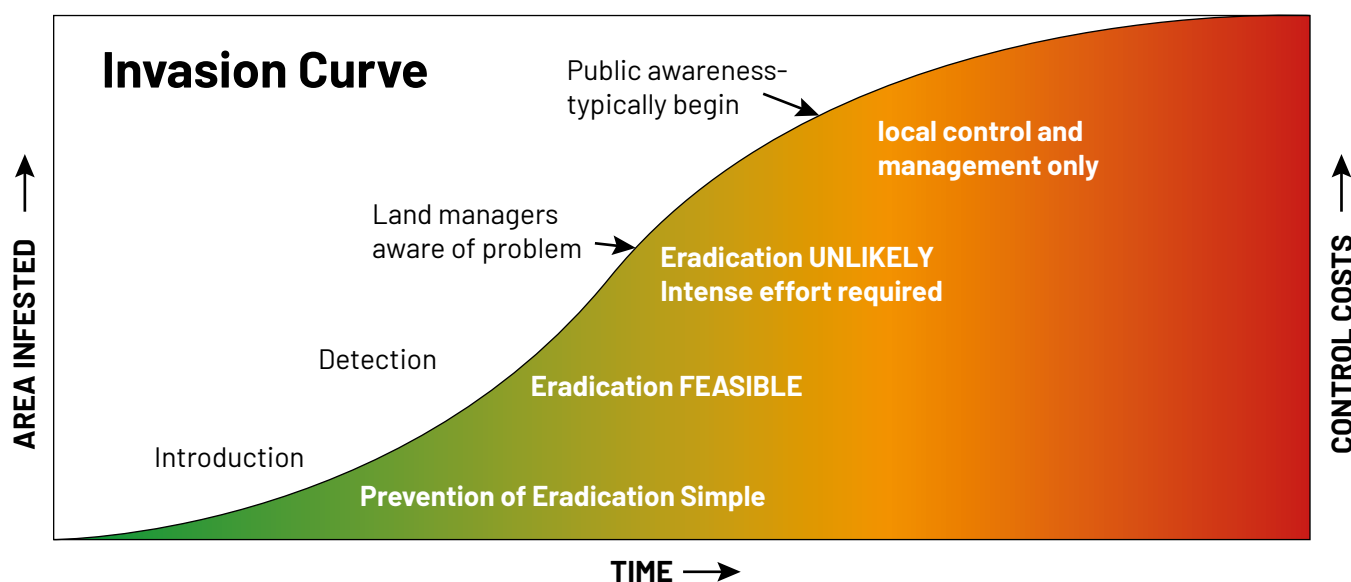 Invasion Curve
Public awareness-
typically begin
local control and
management only
Land managers
aware of problem
Eradication UNLIKELY
Intense effort required
Detection
Eradication FEASIBLE
Introduction
Prevention of Eradication Simple
AREA INFESTED
CONTROL COSTS
TIME